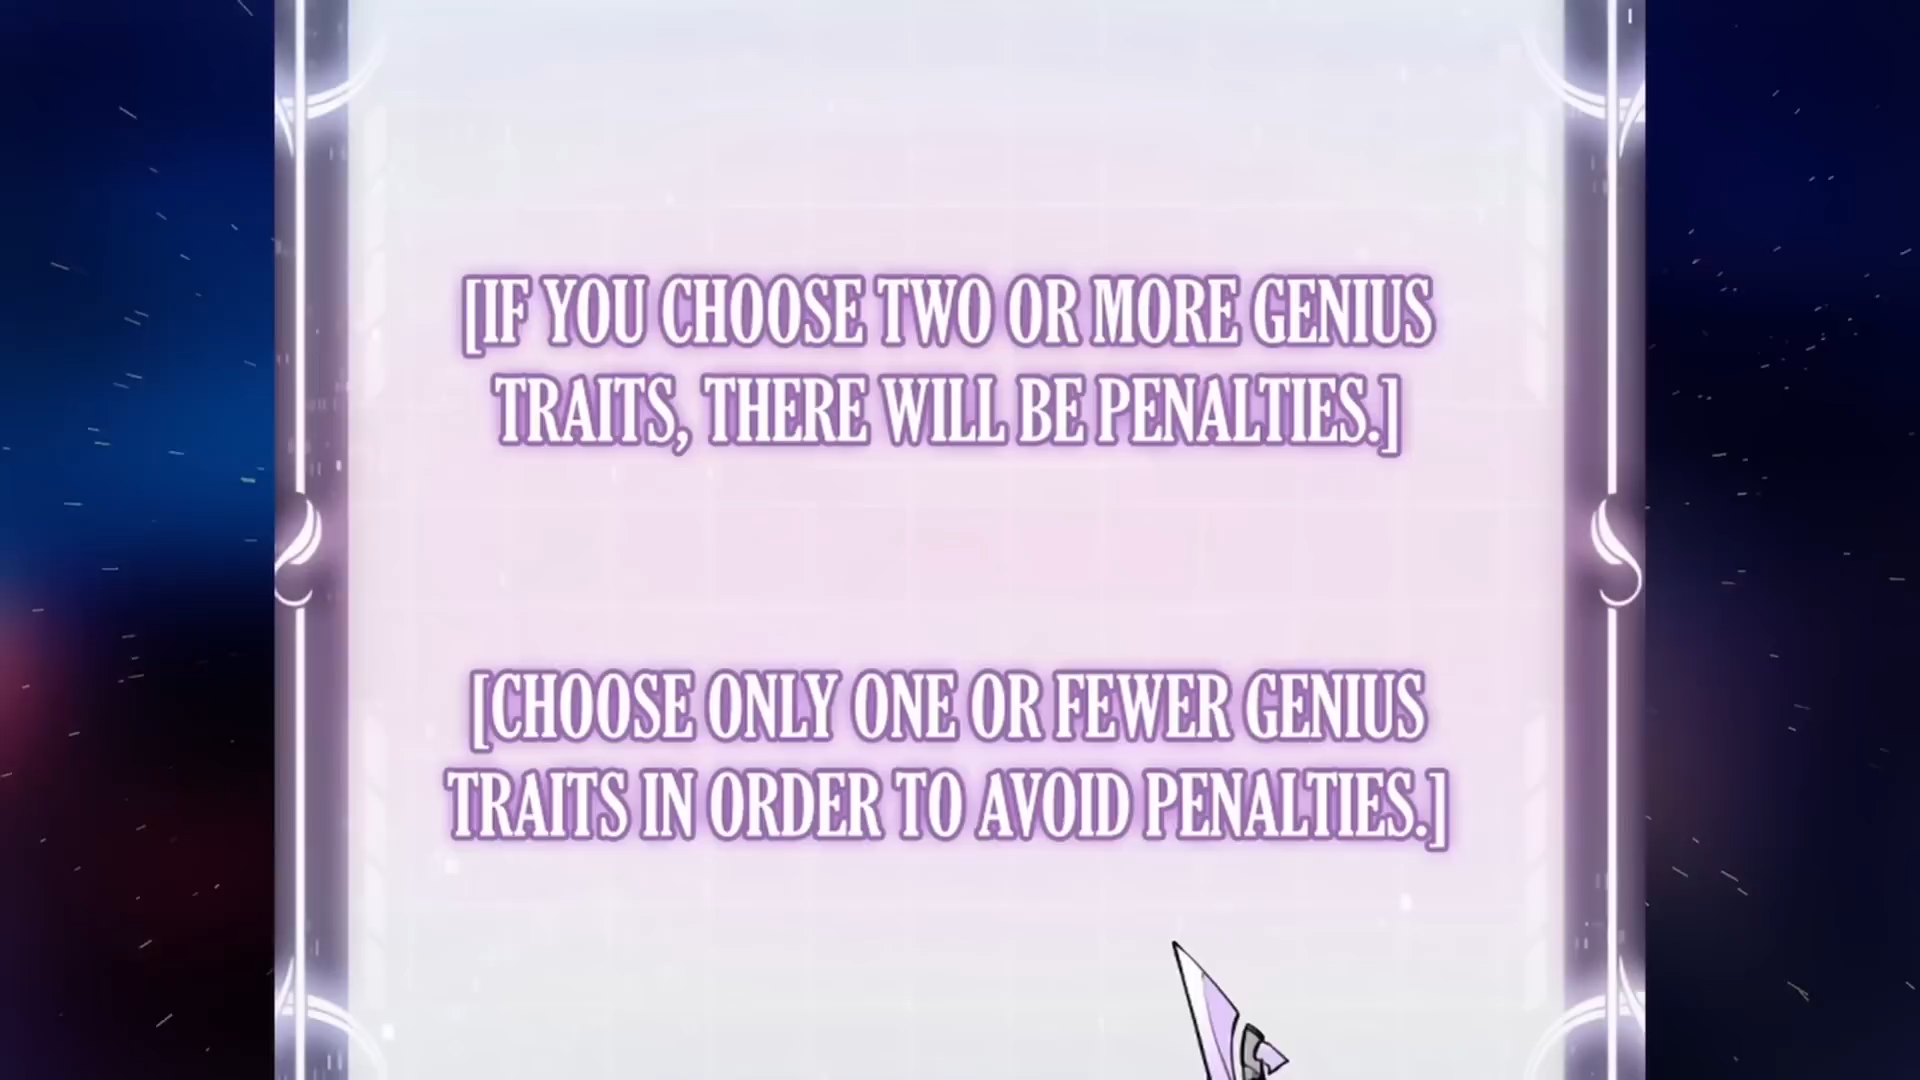 [IF YOU CHOOSE TWO OR MORE GENIUS
TRAITS, THERE WILL BE PENALTIES.]
[CHOOSE ONLY ONE OR FEWER GENIUS
TRAITS IN ORDER TO AVOID PENALTIES.]